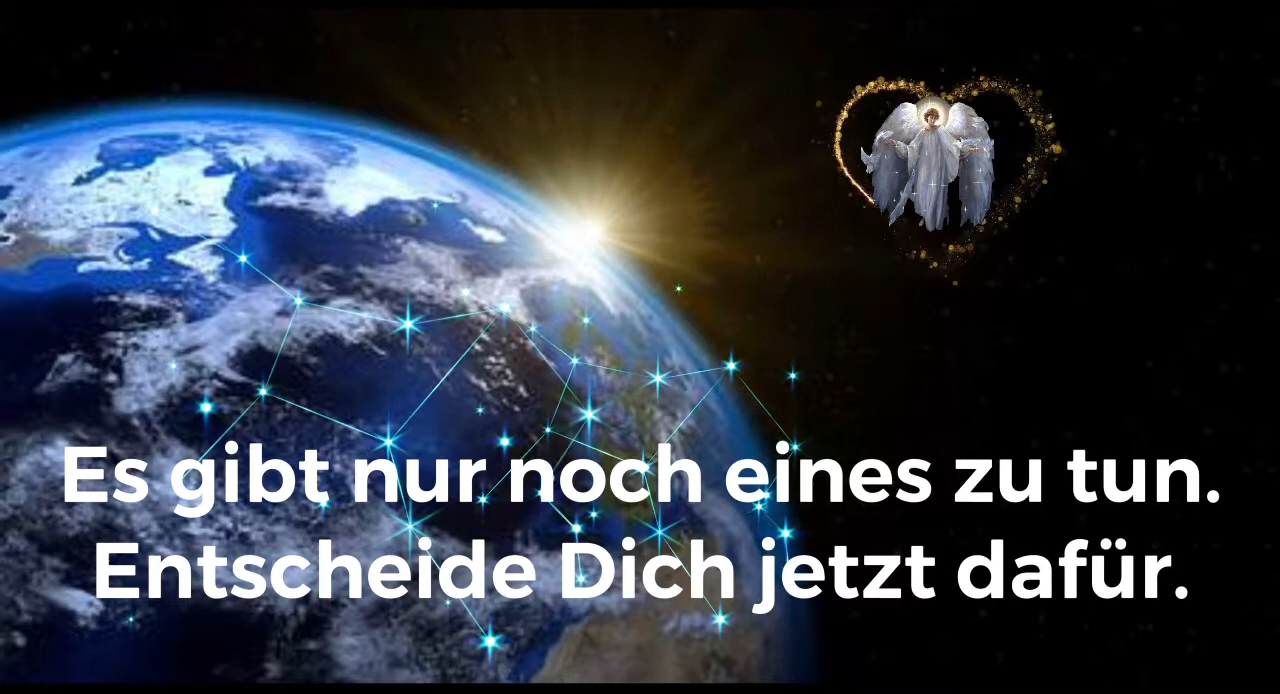 Es gibt nur noch eines zu tun.
Entscheide Dich jetzt dafür.